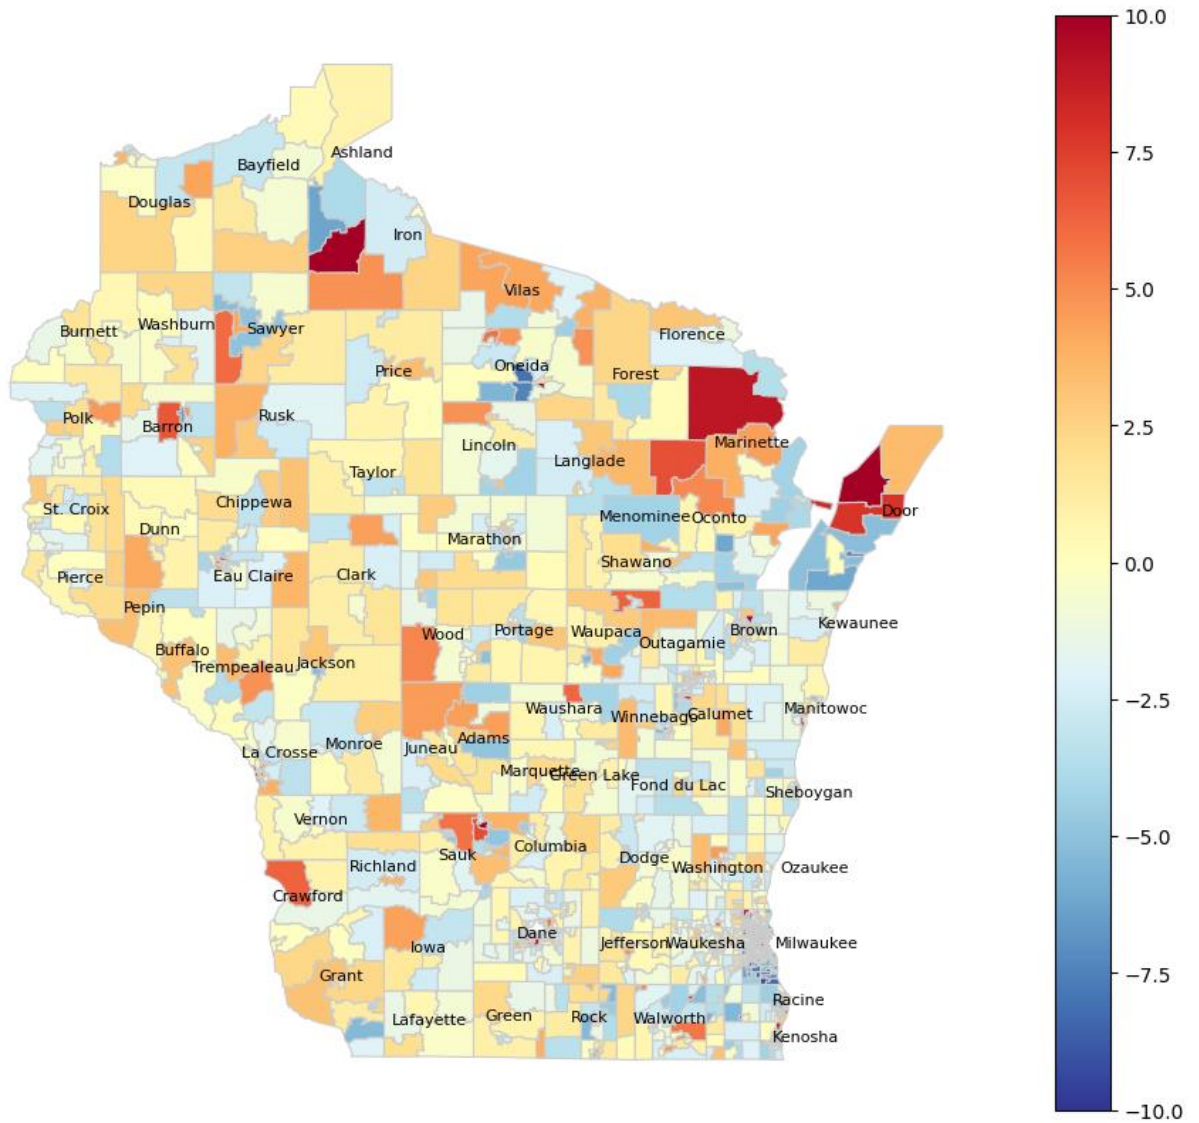 10.0
7.5
5.0
2.5
0.0
−2.5
−5.0
−7.5
−10.0
Ashland
Bayfield
Douglas
Iron
Vilas
Burnett
Washburn
Sawyer
Florence
Price
Oneida
Forest
Polk
Barron
Rusk
Lincoln
Marinette
Taylor
Langlade
Chippewa
St. Croix
Door
Dunn
Menominee
Oconto
Marathon
Shawano
Pierce
Eau Claire
Clark
Pepin
Kewaunee
Wood
Portage
Waupaca
Brown
Outagamie
Buffalo
Trempealeau
Jackson
Waushara
Winnebago
Calumet
Manitowoc
La Crosse
Monroe
Juneau
Adams
Marquette
Green Lake
Fond du Lac
Sheboygan
Vernon
Columbia
Sauk
Dodge
Washington
Ozaukee
Richland
Crawford
Dane
Iowa
Jefferson
Waukesha
Milwaukee
Grant
Racine
Lafayette
Green
Rock
Walworth
Kenosha